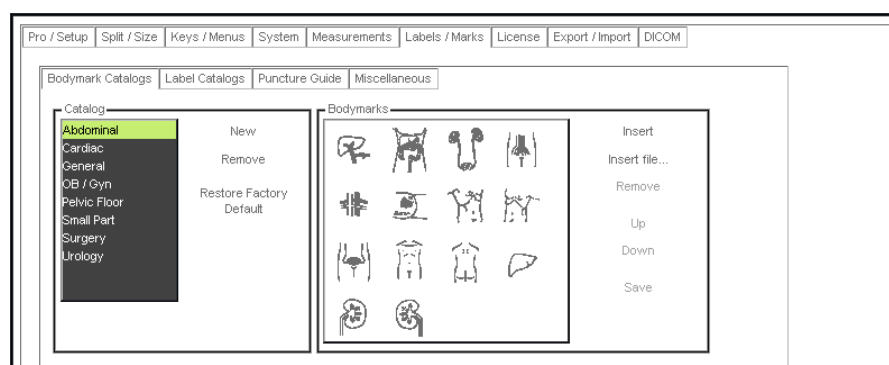 Pro / Setup Split / Size Keys / Menus System Measurements Labels / Marks License Export / Import DICOM
Bodymark Catalogs Label Catalogs Puncture Guide Miscellaneous
Catalog
Abdominal
Cardiac
General
OB / Gyn
Pelvic Floor
Small Part
Surgery
Urology
New
Remove
Restore Factory
Default
Bodymarks
Insert
Insert file...
Remove
Up
Down
Save